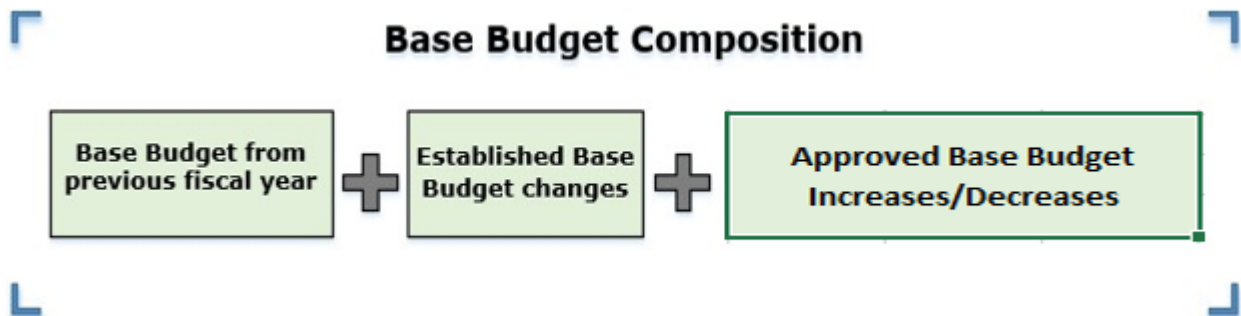 Base Budget Composition
Base Budget from
previous fiscal year
Established Base
Budget changes
Approved Base Budget
Increases/Decreases